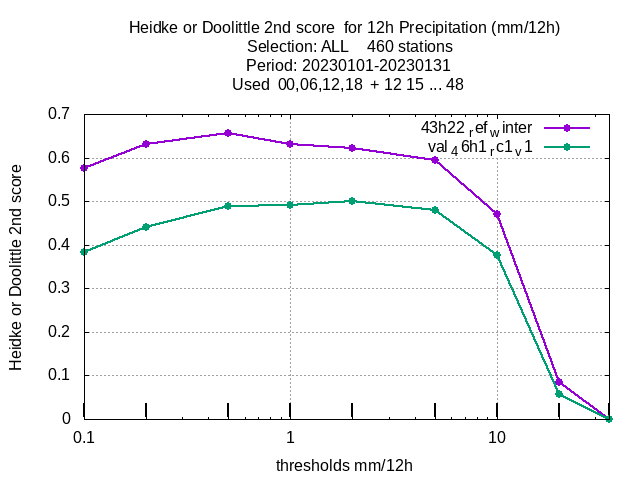 Heidke or Doolittle 2nd score  for 12h Precipitation (mm/12h)
Selection: ALL    460 stations
Period: 20230101-20230131
Used  00,06,12,18  + 12 15 ... 48
43h22_ref_winter
val_46h1_rc1_v1
Heidke or Doolittle 2nd score
0.7
0.6
0.5
0.4
0.3
0.2
0.1
0
0.1 1 10
thresholds mm/12h